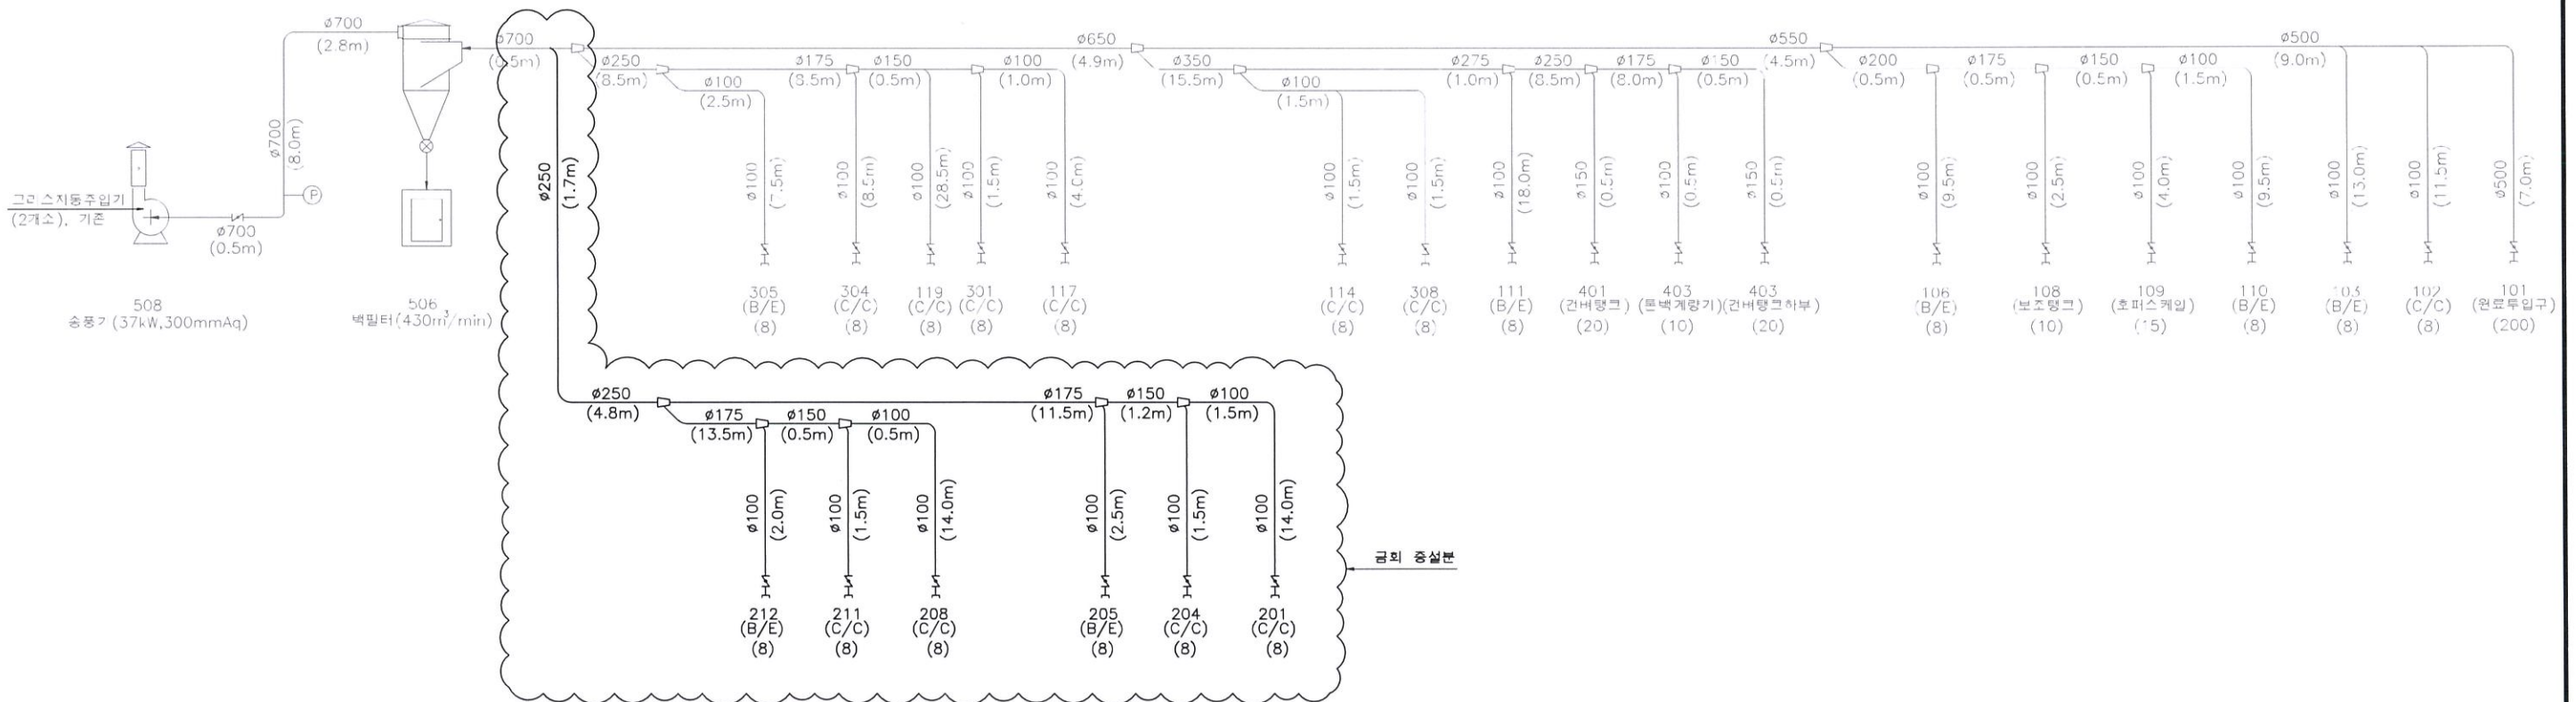 ø700
(2.8m)
ø700
(8.0m)
P
그리스자동주입기
(2개소), 기존
ø700
(0.5m)
508
송풍기(37kW,300mmAq)
506
백필터(430m³/min)
ø700
(0.5m)
ø250
(8.5m)
ø100
(2.5m)
ø175
(3.5m)
ø150
(0.5m)
ø100
(1.0m)
ø650
(4.9m)
ø350
(15.5m)
ø100
(1.5m)
ø275
(1.0m)
ø250
(8.5m)
ø175
(8.0m)
ø150
(0.5m)
ø550
(4.5m)
ø200
(0.5m)
ø175
(0.5m)
ø150
(0.5m)
ø100
(1.5m)
ø500
(9.0m)
ø100
(7.5m)
ø100
(8.5m)
ø100
(28.5m)
ø100
(1.5m)
ø100
(4.0m)
ø100
(1.5m)
ø100
(1.5m)
ø100
(18.0m)
ø150
(0.5m)
ø100
(0.5m)
ø150
(0.5m)
ø100
(9.5m)
ø100
(2.5m)
ø100
(4.0m)
ø100
(9.5m)
ø100
(13.0m)
ø100
(11.5m)
ø500
(7.0m)
305
(B/E)
(8)
304
(C/C)
(8)
119
(C/C)
(8)
301
(C/C)
(8)
117
(C/C)
(8)
114
(C/C)
(8)
308
(C/C)
(8)
111
(B/E)
(8)
401
(건버탱크)
(20)
403
(톤백계량기)
(10)
403
(건버탱크하부)
(20)
106
(B/E)
(8)
108
(보조탱크)
(10)
109
(호퍼스케일)
(15)
110
(B/E)
(8)
103
(B/E)
(8)
102
(C/C)
(8)
101
(원료투입구)
(200)
ø250
(1.7m)
ø250
(4.8m)
ø175
(13.5m)
ø150
(0.5m)
ø100
(0.5m)
ø175
(11.5m)
ø150
(1.2m)
ø100
(1.5m)
ø100
(2.0m)
ø100
(1.5m)
ø100
(14.0m)
ø100
(2.5m)
ø100
(1.5m)
ø100
(14.0m)
금회 증설분
212
(B/E)
(8)
211
(C/C)
(8)
208
(C/C)
(8)
205
(B/E)
(8)
204
(C/C)
(8)
201
(C/C)
(8)